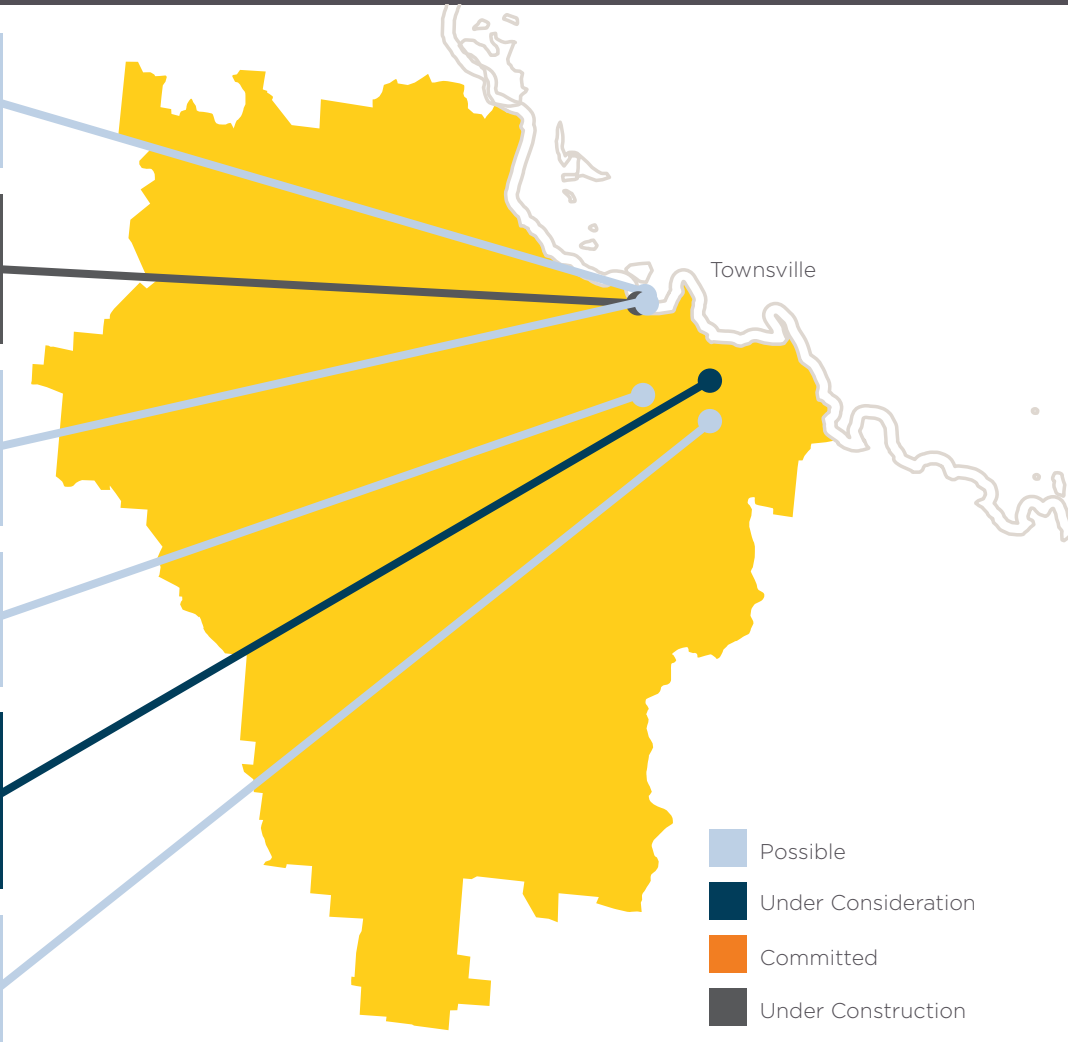 Townsville
Possible
Under Consideration
Committed
Under Construction